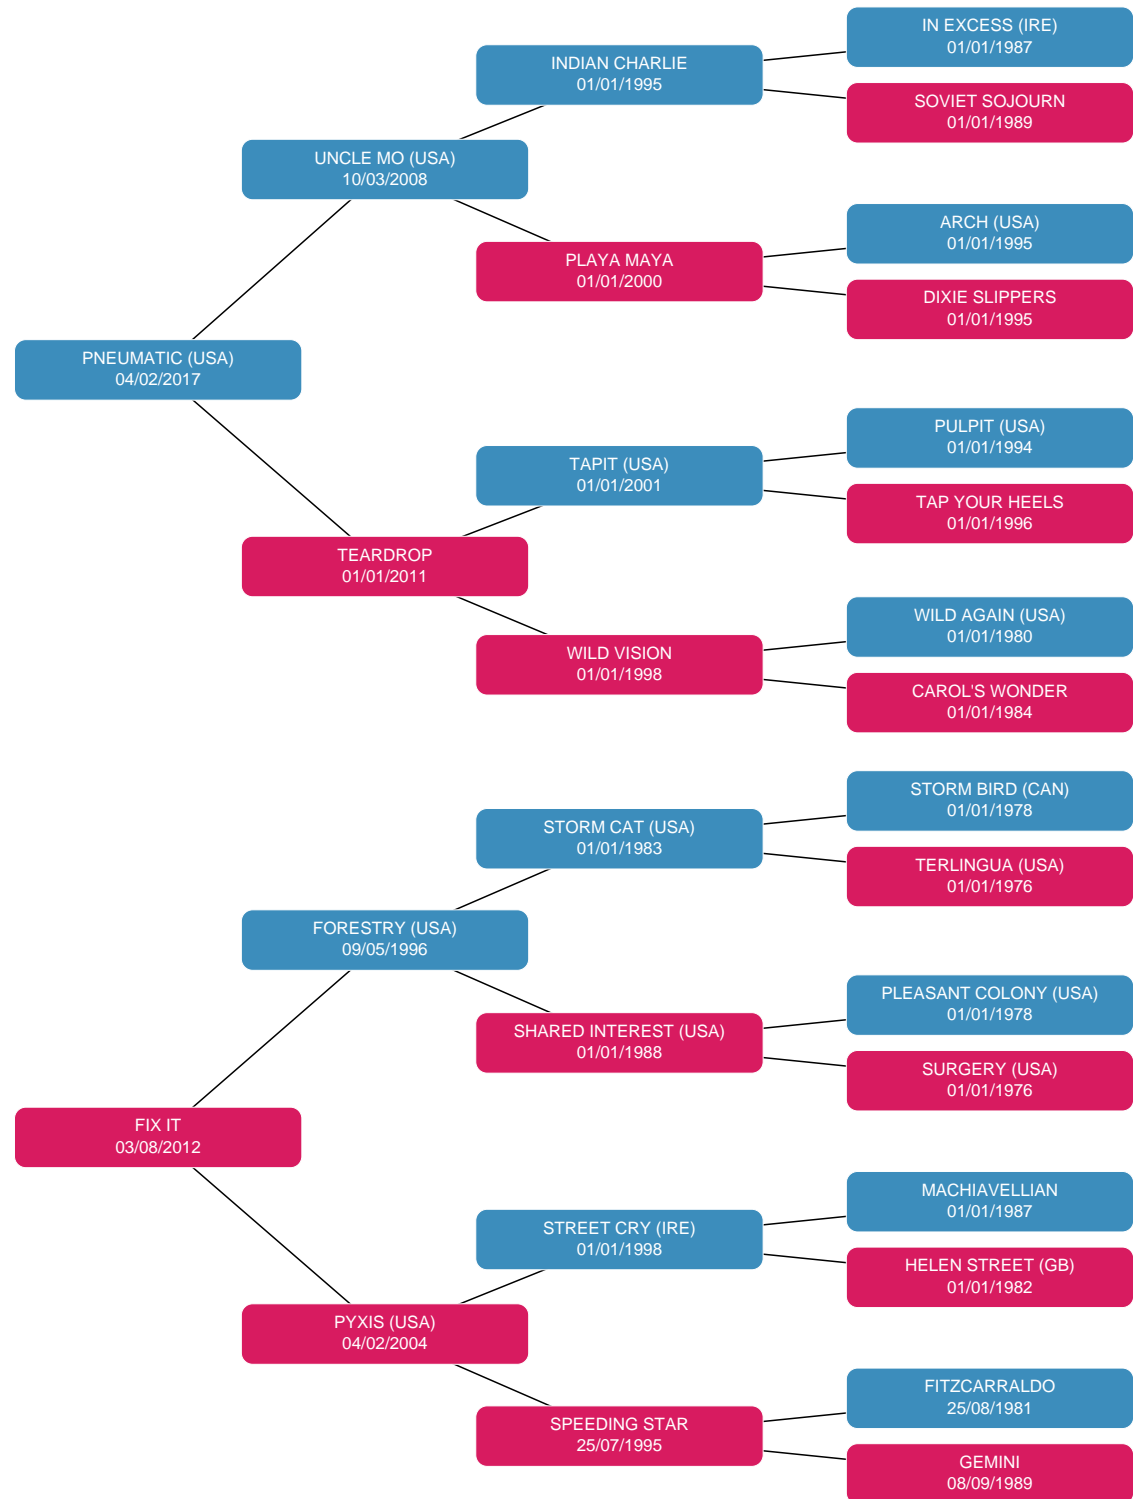 IN EXCESS (IRE)
01/01/1987
INDIAN CHARLIE
01/01/1995
SOVIET SOJOURN
01/01/1989
UNCLE MO (USA)
10/03/2008
ARCH (USA)
01/01/1995
PLAYA MAYA
01/01/2000
DIXIE SLIPPERS
01/01/1995
PNEUMATIC (USA)
04/02/2017
PULPIT (USA)
01/01/1994
TAPIT (USA)
01/01/2001
TAP YOUR HEELS
01/01/1996
TEARDROP
01/01/2011
WILD AGAIN (USA)
01/01/1980
WILD VISION
01/01/1998
CAROL'S WONDER
01/01/1984
STORM BIRD (CAN)
01/01/1978
STORM CAT (USA)
01/01/1983
TERLINGUA (USA)
01/01/1976
FORESTRY (USA)
09/05/1996
PLEASANT COLONY (USA)
01/01/1978
SHARED INTEREST (USA)
01/01/1988
SURGERY (USA)
01/01/1976
FIX IT
03/08/2012
MACHIAVELLIAN
01/01/1987
STREET CRY (IRE)
01/01/1998
HELEN STREET (GB)
01/01/1982
PYXIS (USA)
04/02/2004
FITZCARRALDO
25/08/1981
SPEEDING STAR
25/07/1995
GEMINI
08/09/1989